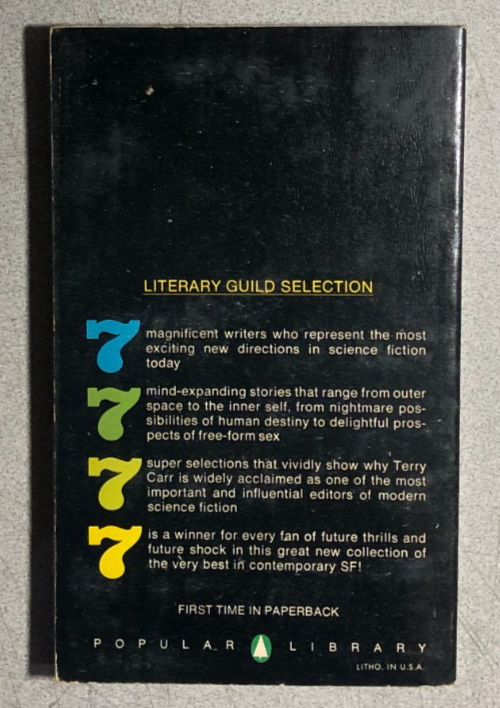 LITERARY GUILD SELECTION
7 magnificent writers who represent the most
exciting new directions in science fiction
today
7 mind-expanding stories that range from outer
space to the inner self, from nightmare pos-
sibilities of human destiny to delightful pros-
pects of free-form sex
7 super selections that vividly show why Terry
Carr is widely acclaimed as one of the most
important and influential editors of modern
science fiction
7 is a winner for every fan of future thrills and
future shock in this great new collection of
the very best in contemporary SF!
FIRST TIME IN PAPERBACK
POPULAR LIBRARY
LITHO. IN U.S.A.